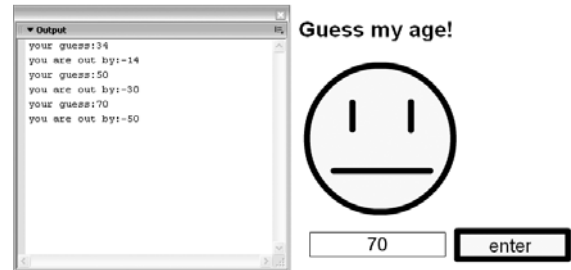 Output
your guess:34
you are out by:-14
your guess:50
you are out by:-30
your guess:70
you are out by:-50
Guess my age!
70
enter